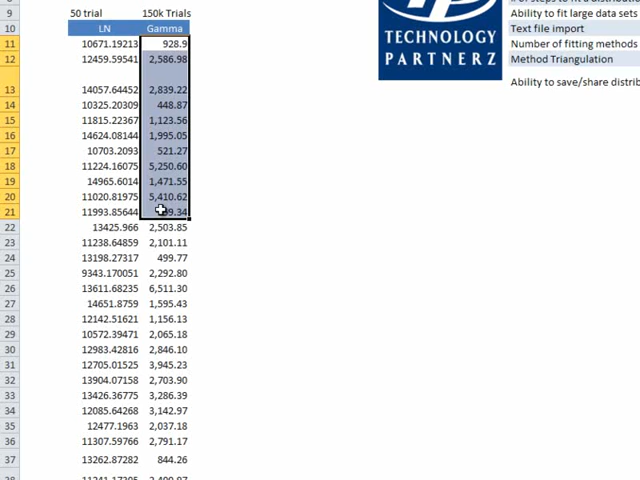 # of steps to fit a distribution
9 50 trial 150k Trials Ability to fit large data sets
10 LN Gamma Text file import
11 10671.19213 928.9 Number of fitting methods
12 12459.59541 2,586.98 Method Triangulation
TECHNOLOGY
PARTNERZ
Ability to save/share distrib
13 14057.64452 2,839.22
14 10325.20309 448.87
15 11815.22367 1,123.56
16 14624.08144 1,995.05
17 10703.2093 521.27
18 11224.16075 5,250.60
19 14965.6014 1,471.55
20 11020.81975 5,410.62
21 11993.85644
22 13425.966 2,503.85
23 11238.64859 2,101.11
24 13198.27317 499.77
25 9343.170051 2,292.80
26 13611.68235 6,511.30
27 14651.8759 1,595.43
28 12142.51621 1,156.13
29 10572.39471 2,065.18
30 12983.42816 2,846.10
31 12705.01525 3,945.23
32 13904.07158 2,703.90
33 13426.36775 3,286.39
34 12085.64268 3,142.97
35 12477.1963 2,037.18
36 11307.59766 2,791.17
37 13262.87282 844.26